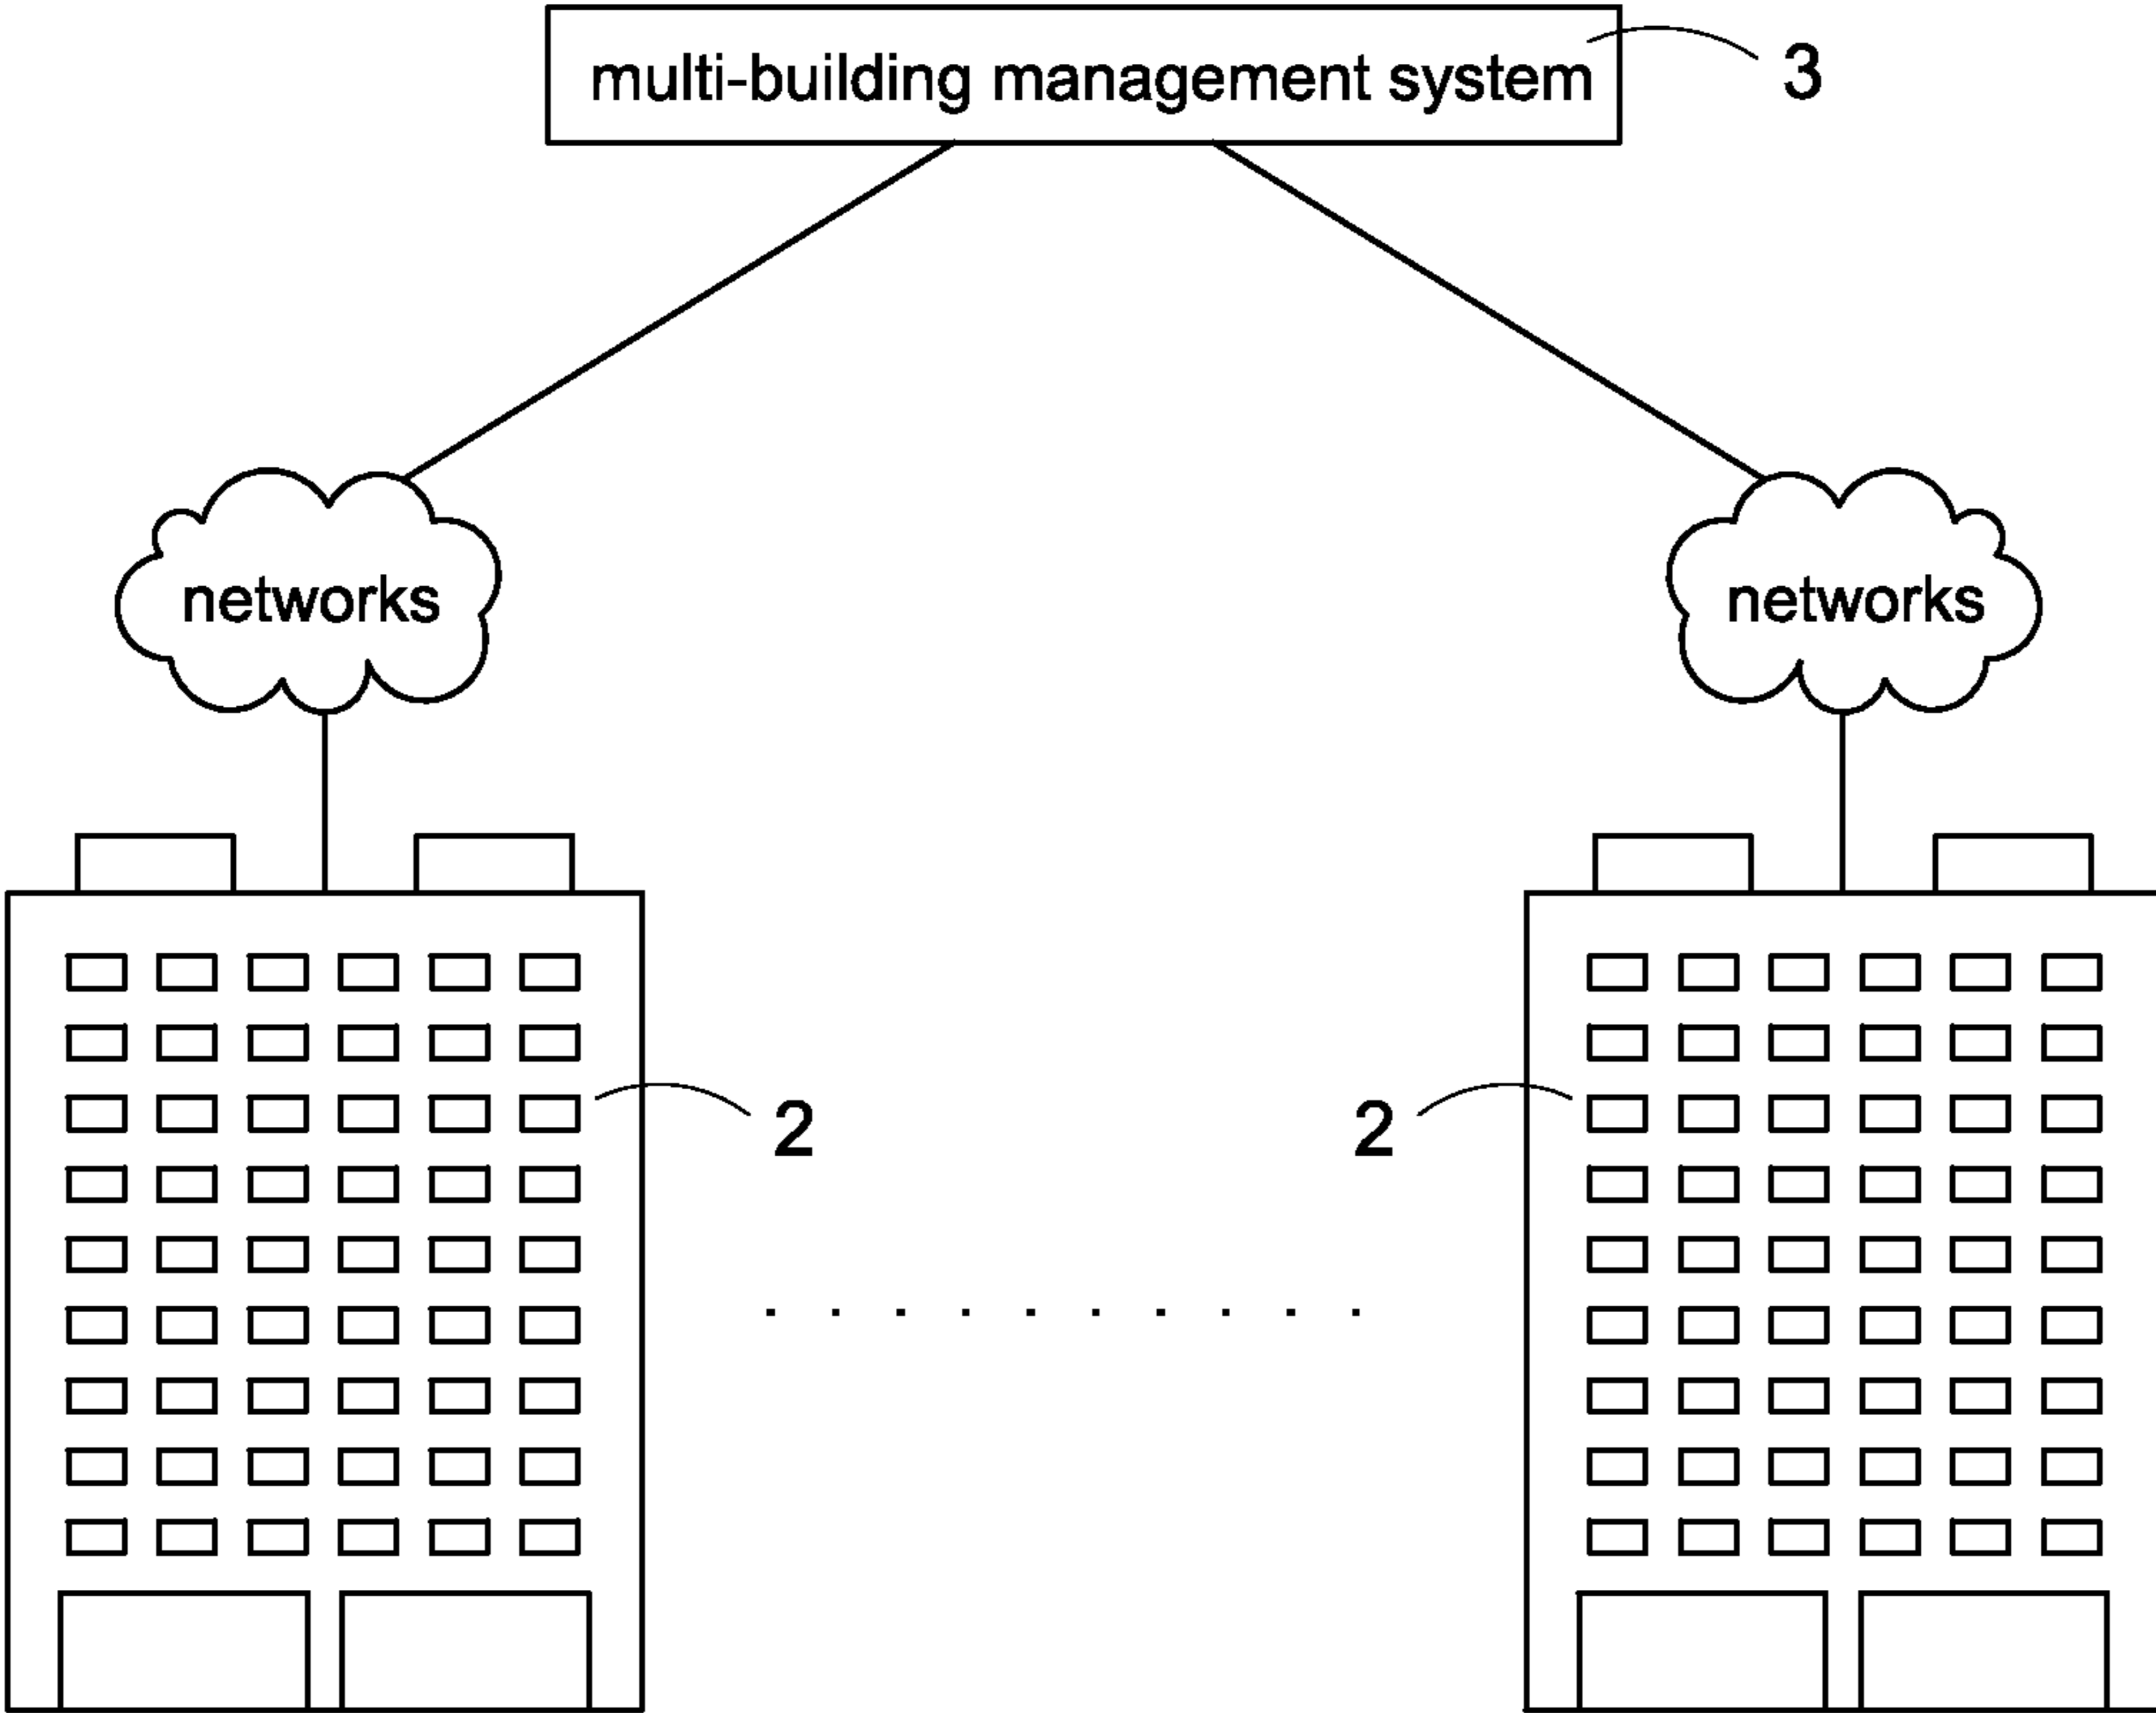 multi-building management system 3
networks networks
2 2